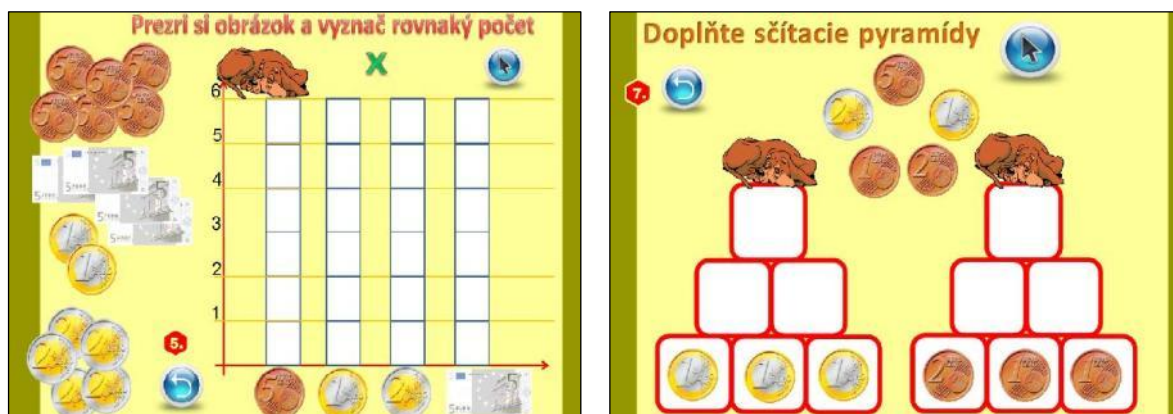 Prezri si obrázok a vyznač rovnaký počet
X
6
5
4
3
2
1
5.
Doplňte sčítacie pyramídy
7.